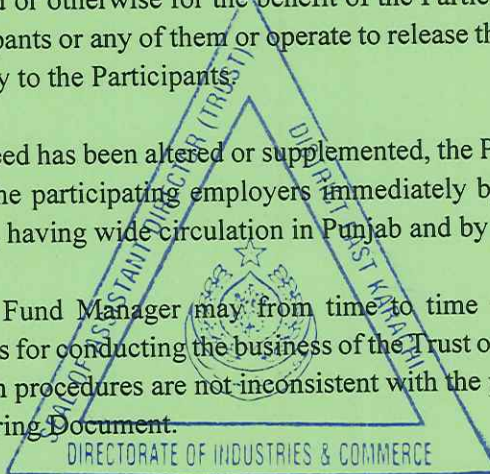 or otherwise for the benefit of the Partic
pants or any of them or operate to release th
y to the Participants.
eed has been altered or supplemented, the P
he participating employers immediately b
having wide circulation in Punjab and by
Fund Manager may from time to time
s for conducting the business of the Trust o
n procedures are not inconsistent with the
ring Document.
SEAL OF ASSISTANT DIRECTOR (TRUST)
DISTRICT EAST KARACHI
DIRECTORATE OF INDUSTRIES & COMMERCE